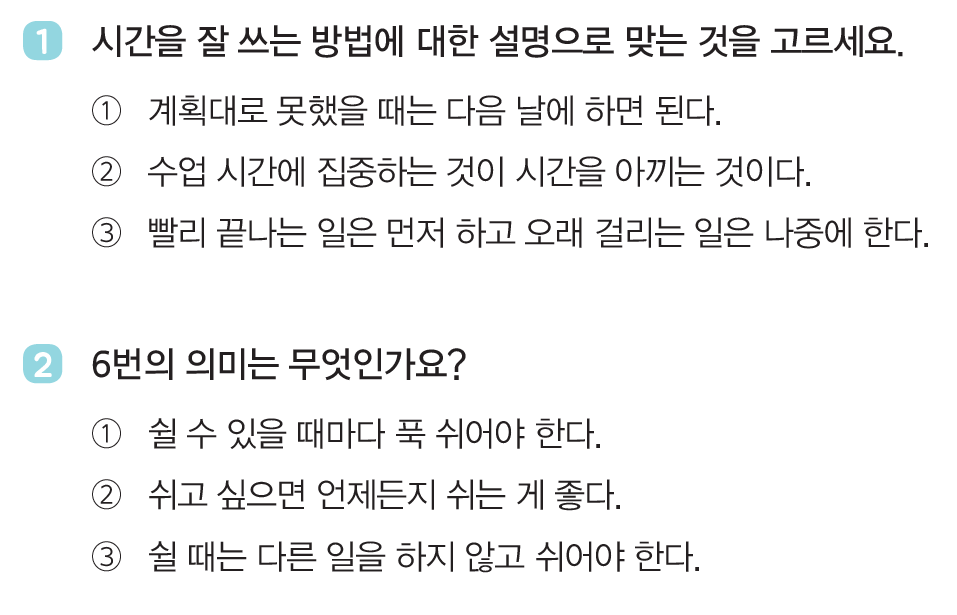 1 시간을 잘 쓰는 방법에 대한 설명으로 맞는 것을 고르세요.
① 계획대로 못했을 때는 다음 날에 하면 된다.
② 수업 시간에 집중하는 것이 시간을 아끼는 것이다.
③ 빨리 끝나는 일은 먼저 하고 오래 걸리는 일은 나중에 한다.
2 6번의 의미는 무엇인가요?
① 쉴 수 있을 때마다 푹 쉬어야 한다.
② 쉬고 싶으면 언제든지 쉬는 게 좋다.
③ 쉴 때는 다른 일을 하지 않고 쉬어야 한다.